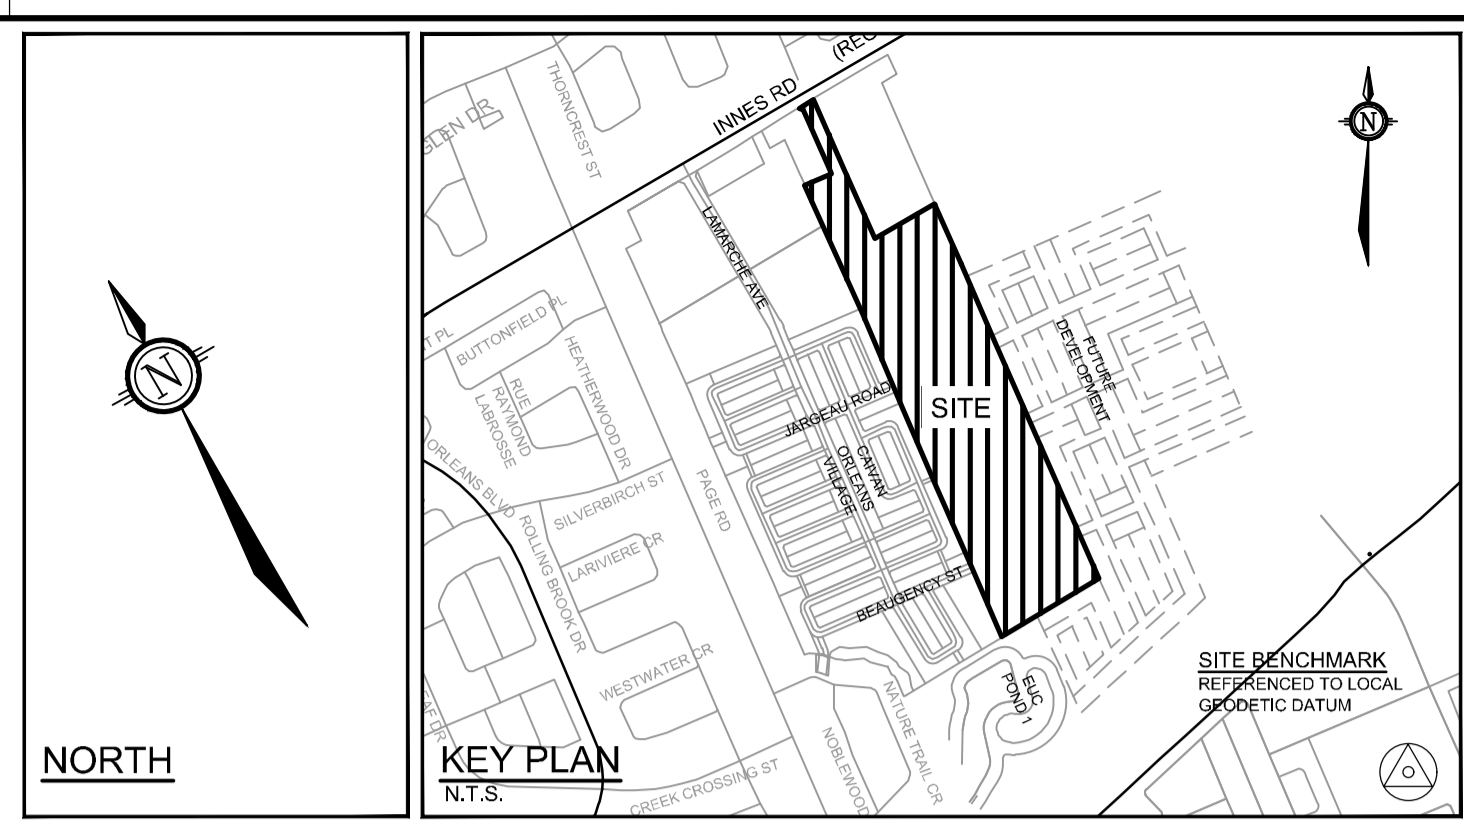 N
NORTH
(REG
INNES RD
THORNCREST ST
GLEN DR
N
LAMARCHE AVE
BUTTONFIELD PL
PL
HEATHERWOOD DR
RUE
RAYMOND
LABROSSE
FUTURE
DEVELOPMENT
JARGEAU ROAD
SITE
CAIVAN
ORLEANS
VILLAGE
ORLEANS BLVD
SILVERBIRCH ST
PAGE RD
ROLLING BROOK DR
LARIVIERE CR
BEAUGENCY ST
WESTWATER CR
EUC
POND 1
NATURE TRAIL CR
NOBLEWOOD
SITE BENCHMARK
REFERENCED TO LOCAL
GEODETIC DATUM
KEY PLAN
N.T.S.
CREEK CROSSING ST